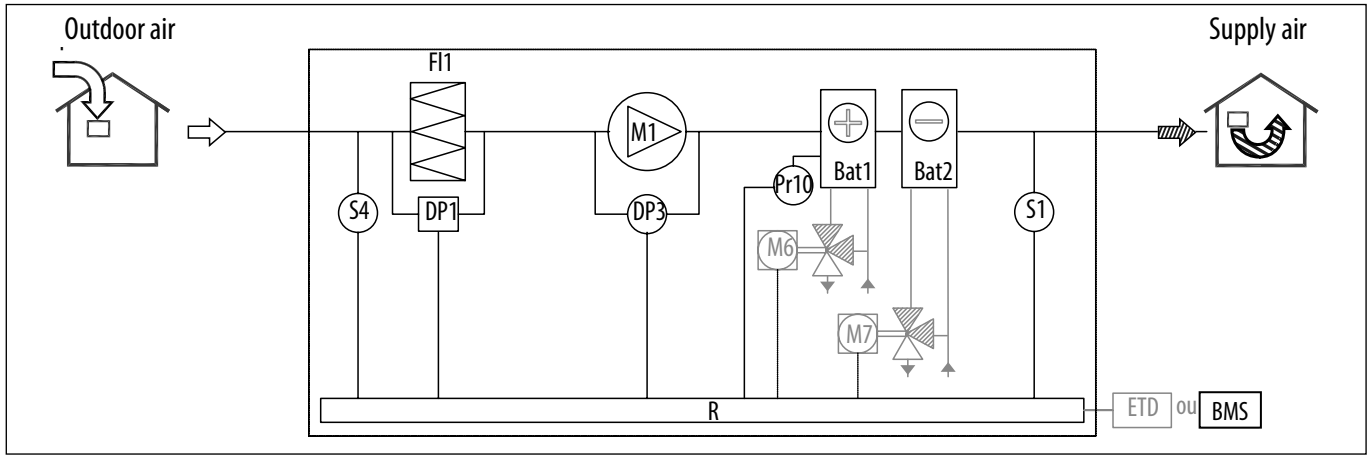 Outdoor air
Supply air
FI1
M1
Bat1
Bat2
Pr10
S4
DP1
DP3
S1
M6
M7
R
ETD ou BMS